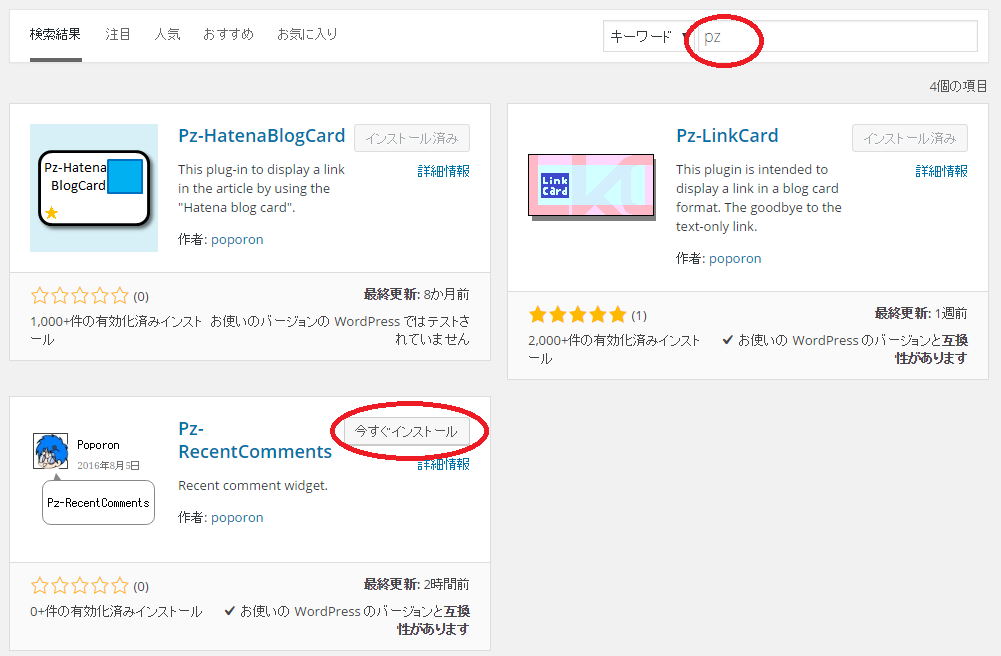 検索結果 注目 人気 おすすめ お気に入り キーワード ▼ pz
4個の項目
Pz-Hatena
BlogCard
Pz-HatenaBlogCard
インストール済み
詳細情報
This plug-in to display a link
in the article by using the
"Hatena blog card".
作者: poporon
(0)
最終更新: 8か月前
1,000+件の有効化済みインスト
ール
お使いのバージョンの WordPress ではテストさ
れていません
Link
Card
Pz-LinkCard
インストール済み
詳細情報
This plugin is intended to
display a link in a blog card
format. The goodbye to the
text-only link.
作者: poporon
(1)
最終更新: 1週前
2,000+件の有効化済みインスト
ール
✔ お使いの WordPress のバージョンと互換
性があります
Poporon
2016年8月5日
Pz-RecentComments
Pz-
RecentComments
今すぐインストール
詳細情報
Recent comment widget.
作者: poporon
(0)
最終更新: 2時間前
0+件の有効化済みインストール
✔ お使いの WordPress のバージョンと互換
性があります